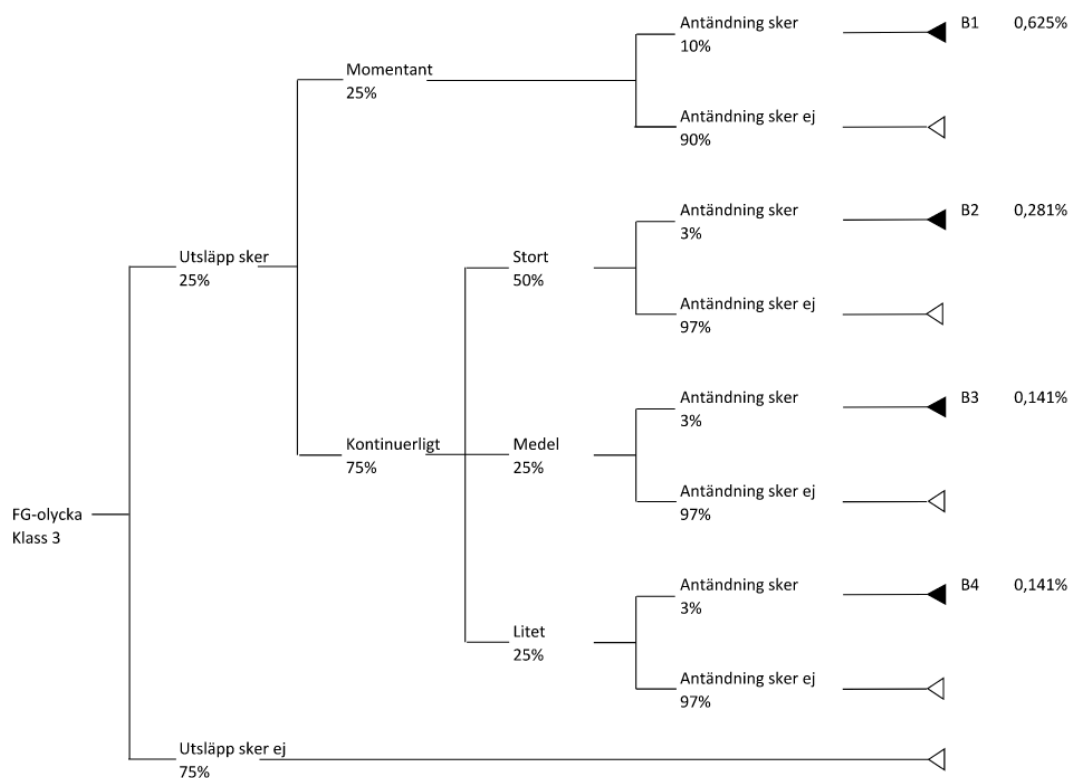 Antändning sker
10%
B1 0,625%
Momentant
25%
Antändning sker ej
90%
Antändning sker
3%
B2 0,281%
Utsläpp sker
25%
Stort
50%
Antändning sker ej
97%
Antändning sker
3%
B3 0,141%
Kontinuerligt
75%
Medel
25%
Antändning sker ej
97%
FG-olycka
Klass 3
Antändning sker
3%
B4 0,141%
Litet
25%
Antändning sker ej
97%
Utsläpp sker ej
75%